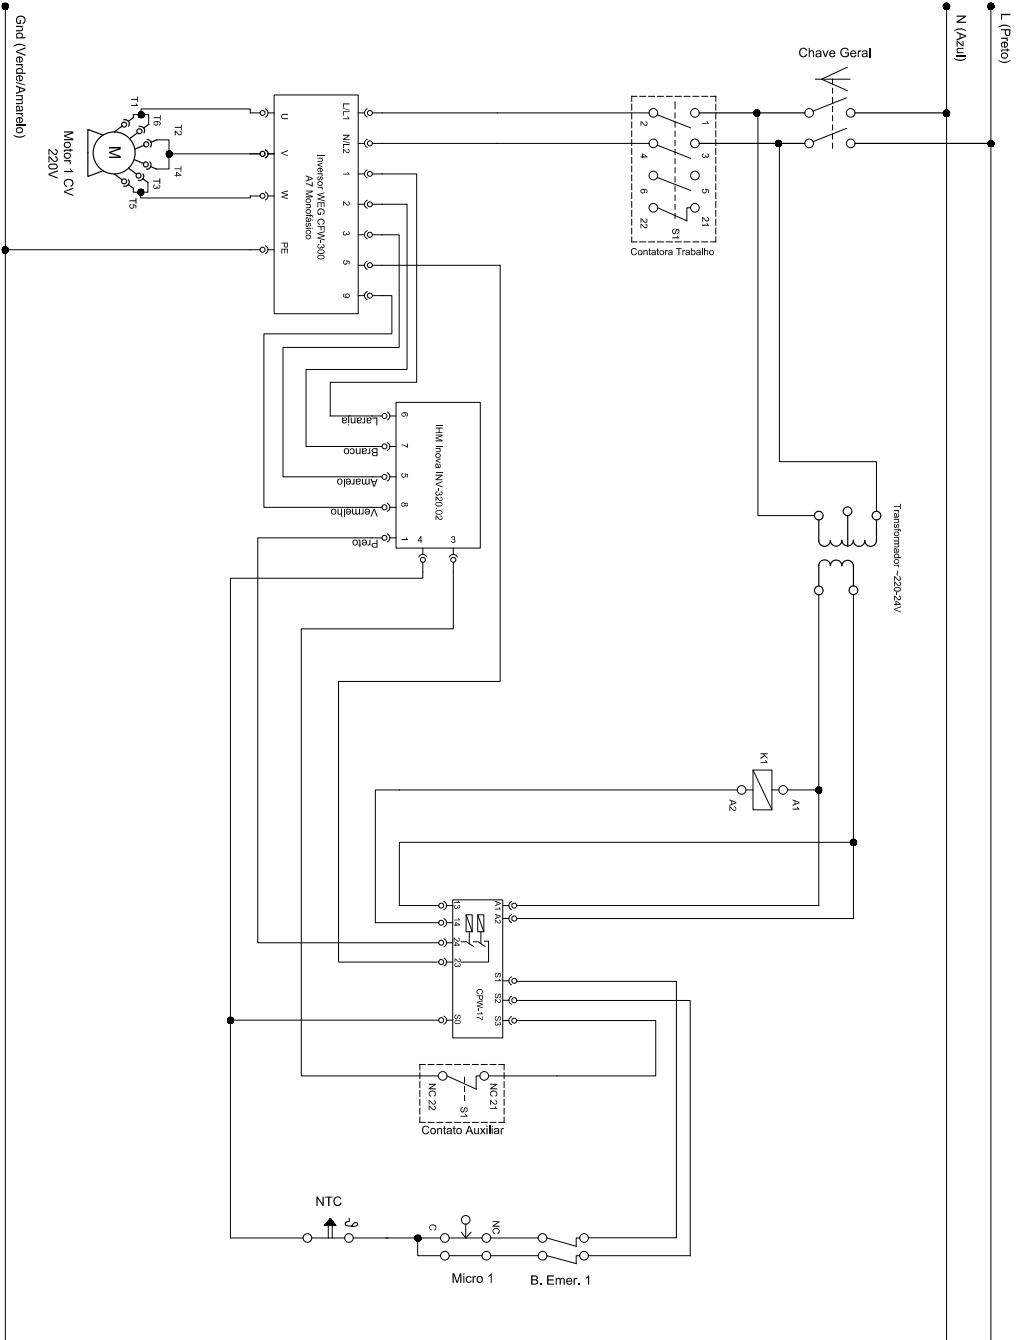 Gnd (Verde/Amarelo)
N (Azul)
L (Preto)
Chave Geral
T1
T6
T2
T4
T3
T5
M
Motor 1 CV
220V
U
V
W
PE
Inversor WEG CFW-300
A7 Monofásico
L/L1
N/L2
1
2
3
5
9
2
1
4
3
6
5
22
21
S1
Contatora Trabalho
Transformador ~220-24V
Laranja
Branco
Amarelo
Vermelho
Preto
6
7
5
8
1
4
3
IHM Inova INV-320.02
K1
A2
A1
13
14
24
23
S0
A1
A2
S1
S2
S3
CPW-17
NC 22
NC 21
S1
Contato Auxiliar
NTC
C
NC
Micro 1
B. Emer. 1